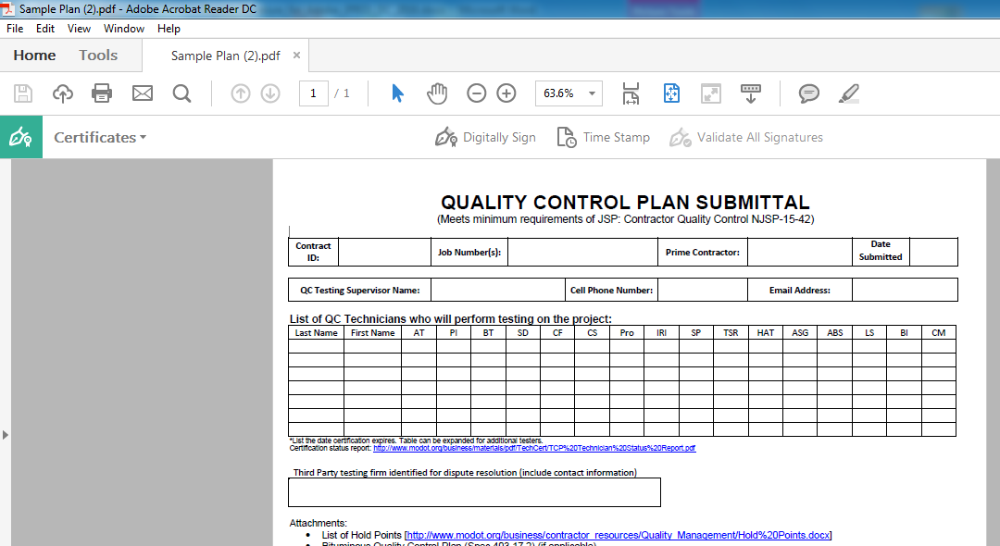 Sample Plan (2).pdf - Adobe Acrobat Reader DC
File Edit View Window Help
Home Tools Sample Plan (2).pdf ×
1 / 1 63.6%
Certificates Digitally Sign Time Stamp Validate All Signatures
QUALITY CONTROL PLAN SUBMITTAL
(Meets minimum requirements of JSP: Contractor Quality Control NJSP-15-42)
Contract ID: Job Number(s): Prime Contractor: Date Submitted
QC Testing Supervisor Name: Cell Phone Number: Email Address:
List of QC Technicians who will perform testing on the project:
Last Name First Name AT PI BT SD CF CS Pro IRI SP TSR HAT ASG ABS LS BI CM
*List the date certification expires. Table can be expanded for additional testers.
Certification status report: http://www.modot.org/business/materials/pdf/TechCert/TCP%20Technician%20Status%20Report.pdf
Third Party testing firm identified for dispute resolution (include contact information)
Attachments:
• List of Hold Points [http://www.modot.org/business/contractor_resources/Quality_Management/Hold%20Points.docx]
• Bituminous Quality Control Plan (Spec 403.17.2) (if applicable)